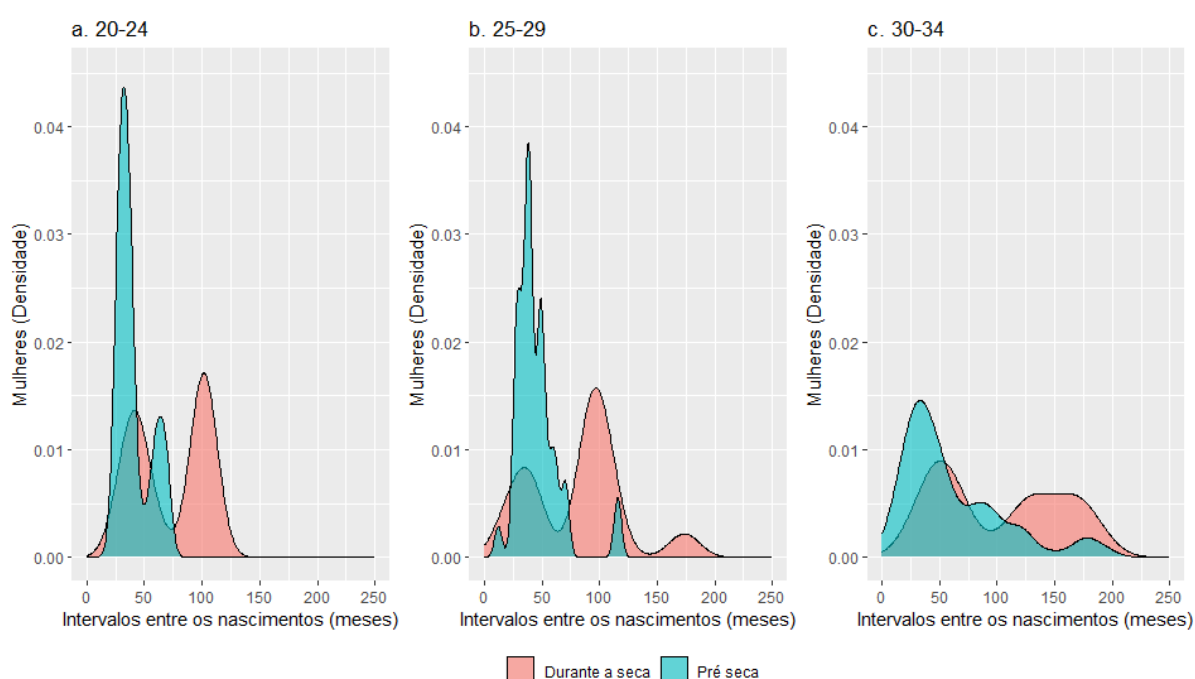 a. 20-24
b. 25-29
c. 30-34
Mulheres (Densidade)
0.04
0.03
0.02
0.01
0.00
0 50 100 150 200 250
Intervalos entre os nascimentos (meses)
Mulheres (Densidade)
0.04
0.03
0.02
0.01
0.00
0 50 100 150 200 250
Intervalos entre os nascimentos (meses)
Mulheres (Densidade)
0.04
0.03
0.02
0.01
0.00
0 50 100 150 200 250
Intervalos entre os nascimentos (meses)
Durante a seca Pré seca